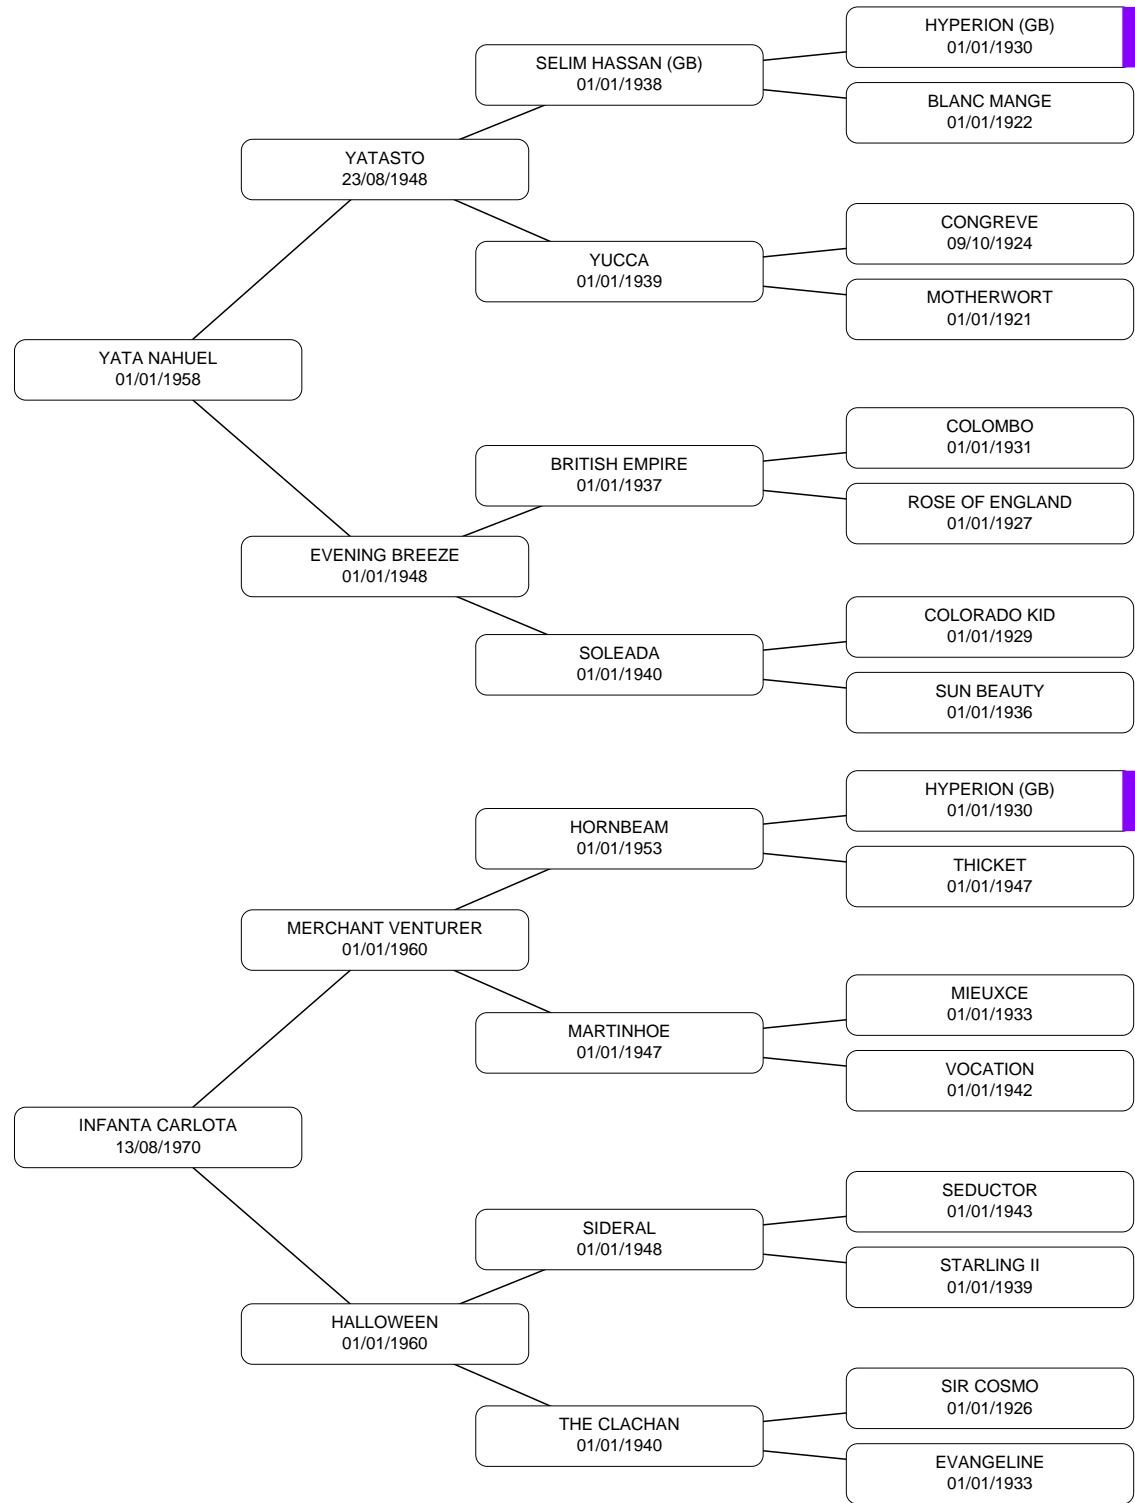 HYPERION (GB)
01/01/1930
SELIM HASSAN (GB)
01/01/1938
BLANC MANGE
01/01/1922
YATASTO
23/08/1948
CONGREVE
09/10/1924
YUCCA
01/01/1939
MOTHERWORT
01/01/1921
YATA NAHUEL
01/01/1958
COLOMBO
01/01/1931
BRITISH EMPIRE
01/01/1937
ROSE OF ENGLAND
01/01/1927
EVENING BREEZE
01/01/1948
COLORADO KID
01/01/1929
SOLEADA
01/01/1940
SUN BEAUTY
01/01/1936
HYPERION (GB)
01/01/1930
HORNBEAM
01/01/1953
THICKET
01/01/1947
MERCHANT VENTURER
01/01/1960
MIEUXCE
01/01/1933
MARTINHOE
01/01/1947
VOCATION
01/01/1942
INFANTA CARLOTA
13/08/1970
SEDUCTOR
01/01/1943
SIDERAL
01/01/1948
STARLING II
01/01/1939
HALLOWEEN
01/01/1960
SIR COSMO
01/01/1926
THE CLACHAN
01/01/1940
EVANGELINE
01/01/1933